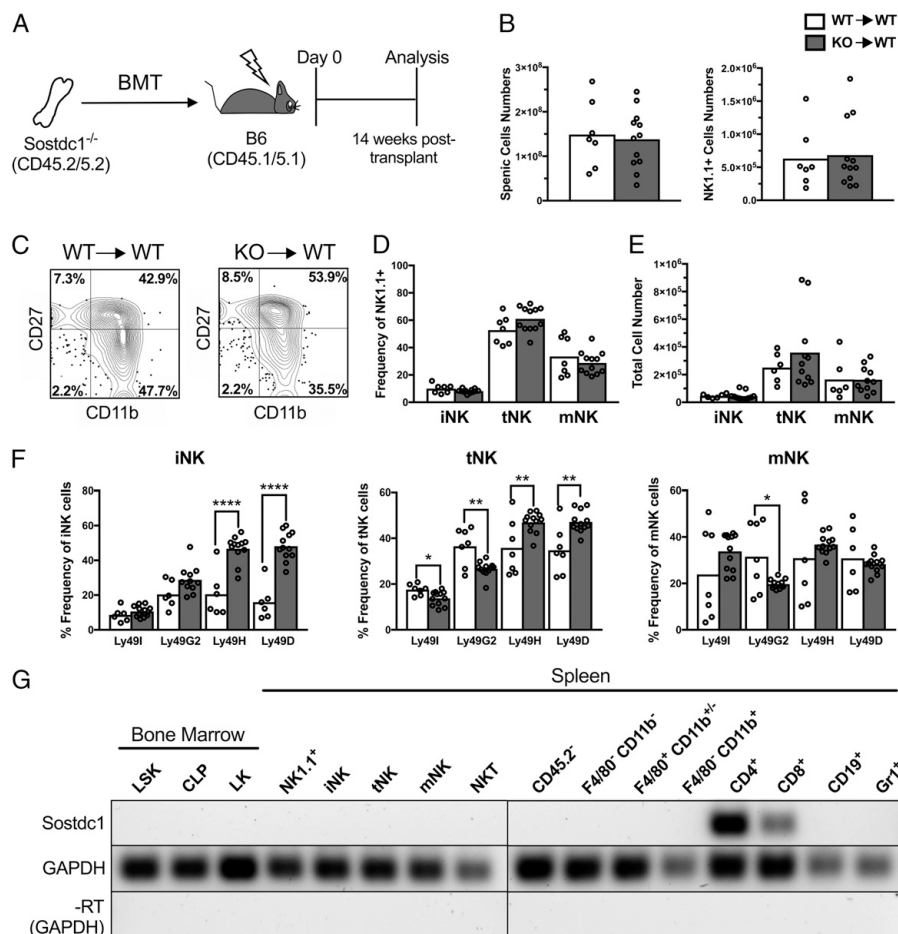 A
BMT
Sostdc1-/-
(CD45.2/5.2)
B6
(CD45.1/5.1)
Day 0
Analysis
14 weeks post-
transplant
B
WT→WT
KO→WT
Spenic Cells Numbers
3×10⁸
2×10⁸
1×10⁸
0
NK1.1+ Cells Numbers
2.0×10⁶
1.5×10⁶
1.0×10⁶
5.0×10⁵
0.0
C
WT → WT
KO → WT
7.3%
42.9%
2.2%
47.7%
8.5%
53.9%
2.2%
35.5%
CD27
CD11b
CD27
CD11b
D
Frequency of NK1.1+
100
80
60
40
20
0
iNK
tNK
mNK
E
Total Cell Number
1×10⁶
8×10⁵
6×10⁵
4×10⁵
2×10⁵
0
iNK
tNK
mNK
F
iNK
% Frequency of iNK cells
80
60
40
20
0
****
****
Ly49I
Ly49G2
Ly49H
Ly49D
tNK
% Frequency of tNK cells
80
60
40
20
0
*
**
**
**
Ly49I
Ly49G2
Ly49H
Ly49D
mNK
% Frequency of mNK cells
60
40
20
0
*
Ly49I
Ly49G2
Ly49H
Ly49D
G
Spleen
Bone Marrow
LSK
CLP
LK
NK1.1⁺
iNK
tNK
mNK
NKT
CD45.2⁻
F4/80⁻ CD11b⁻
F4/80⁺ CD11b⁺/⁻
F4/80⁻ CD11b⁺
CD4⁺
CD8⁺
CD19⁺
Gr1⁺
Sostdc1
GAPDH
-RT
(GAPDH)